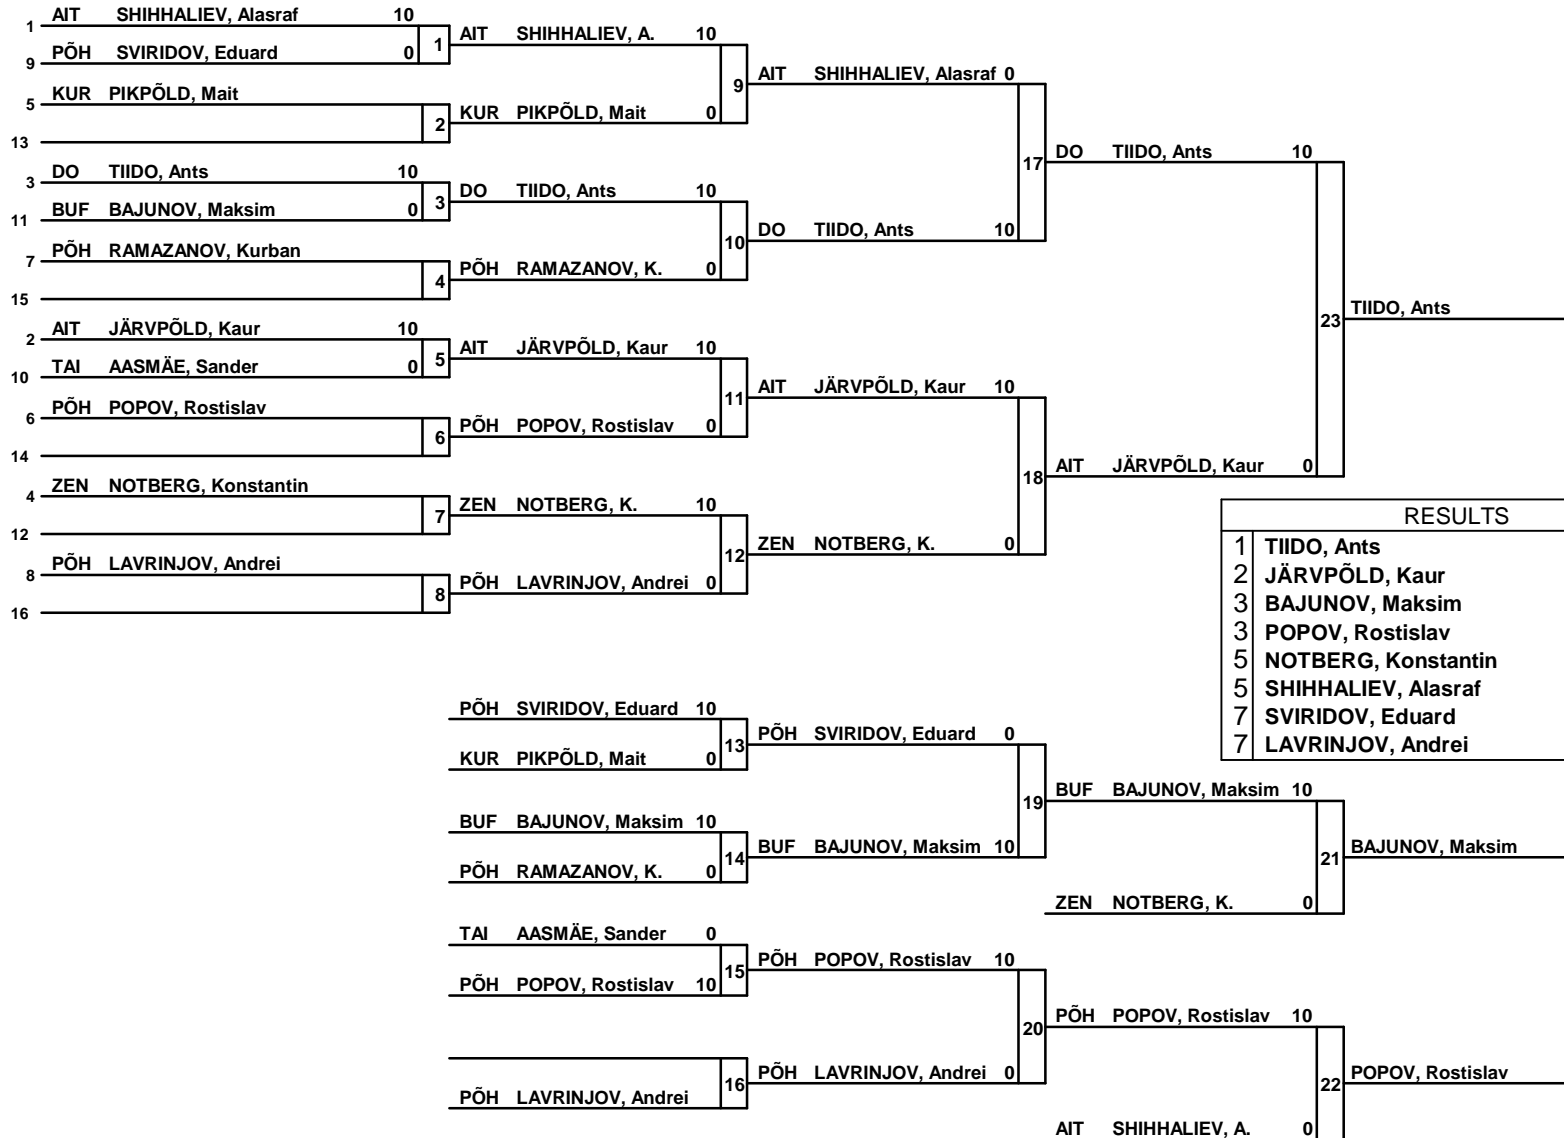 1 AIT SHIHHALIEV, Alasraf 10
9 PÕH SVIRIDOV, Eduard 0
1
AIT SHIHHALIEV, A. 10
5 KUR PIKPÕLD, Mait
13
2
KUR PIKPÕLD, Mait 0
9
AIT SHIHHALIEV, Alasraf 0
3 DO TIIDO, Ants 10
11 BUF BAJUNOV, Maksim 0
3
DO TIIDO, Ants 10
7 PÕH RAMAZANOV, Kurban
15
4
PÕH RAMAZANOV, K. 0
10
DO TIIDO, Ants 10
17
DO TIIDO, Ants 10
2 AIT JÄRVPÕLD, Kaur 10
10 TAI AASMÄE, Sander 0
5
AIT JÄRVPÕLD, Kaur 10
6 PÕH POPOV, Rostislav
14
6
PÕH POPOV, Rostislav 0
11
AIT JÄRVPÕLD, Kaur 10
4 ZEN NOTBERG, Konstantin
12
7
ZEN NOTBERG, K. 10
8 PÕH LAVRINJOV, Andrei
16
8
PÕH LAVRINJOV, Andrei 0
12
ZEN NOTBERG, K. 0
18
AIT JÄRVPÕLD, Kaur 0
23
TIIDO, Ants
RESULTS
1 TIIDO, Ants
2 JÄRVPÕLD, Kaur
3 BAJUNOV, Maksim
3 POPOV, Rostislav
5 NOTBERG, Konstantin
5 SHIHHALIEV, Alasraf
7 SVIRIDOV, Eduard
7 LAVRINJOV, Andrei
PÕH SVIRIDOV, Eduard 10
KUR PIKPÕLD, Mait 0
13
PÕH SVIRIDOV, Eduard 0
BUF BAJUNOV, Maksim 10
PÕH RAMAZANOV, K. 0
14
BUF BAJUNOV, Maksim 10
19
BUF BAJUNOV, Maksim 10
ZEN NOTBERG, K. 0
21
BAJUNOV, Maksim
TAI AASMÄE, Sander 0
PÕH POPOV, Rostislav 10
15
PÕH POPOV, Rostislav 10
PÕH LAVRINJOV, Andrei
16
PÕH LAVRINJOV, Andrei 0
20
PÕH POPOV, Rostislav 10
AIT SHIHHALIEV, A. 0
22
POPOV, Rostislav